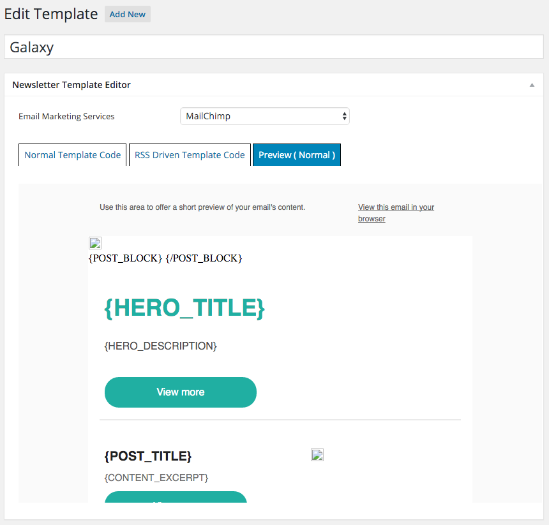 Edit Template Add New
Galaxy
Newsletter Template Editor
Email Marketing Services MailChimp
Normal Template Code RSS Driven Template Code Preview ( Normal )
Use this area to offer a short preview of your email's content. View this email in your
browser
{POST_BLOCK} {/POST_BLOCK}
{HERO_TITLE}
{HERO_DESCRIPTION}
View more
{POST_TITLE}
{CONTENT_EXCERPT}